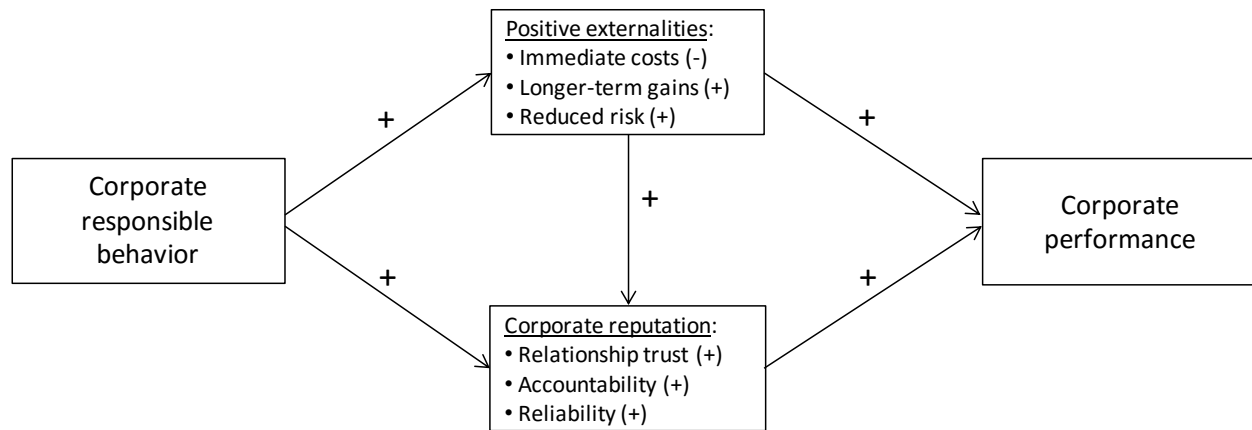 Positive externalities:
• Immediate costs (-)
• Longer-term gains (+)
• Reduced risk (+)
+
+
Corporate
responsible
behavior
+
Corporate
performance
+
+
Corporate reputation:
• Relationship trust (+)
• Accountability (+)
• Reliability (+)